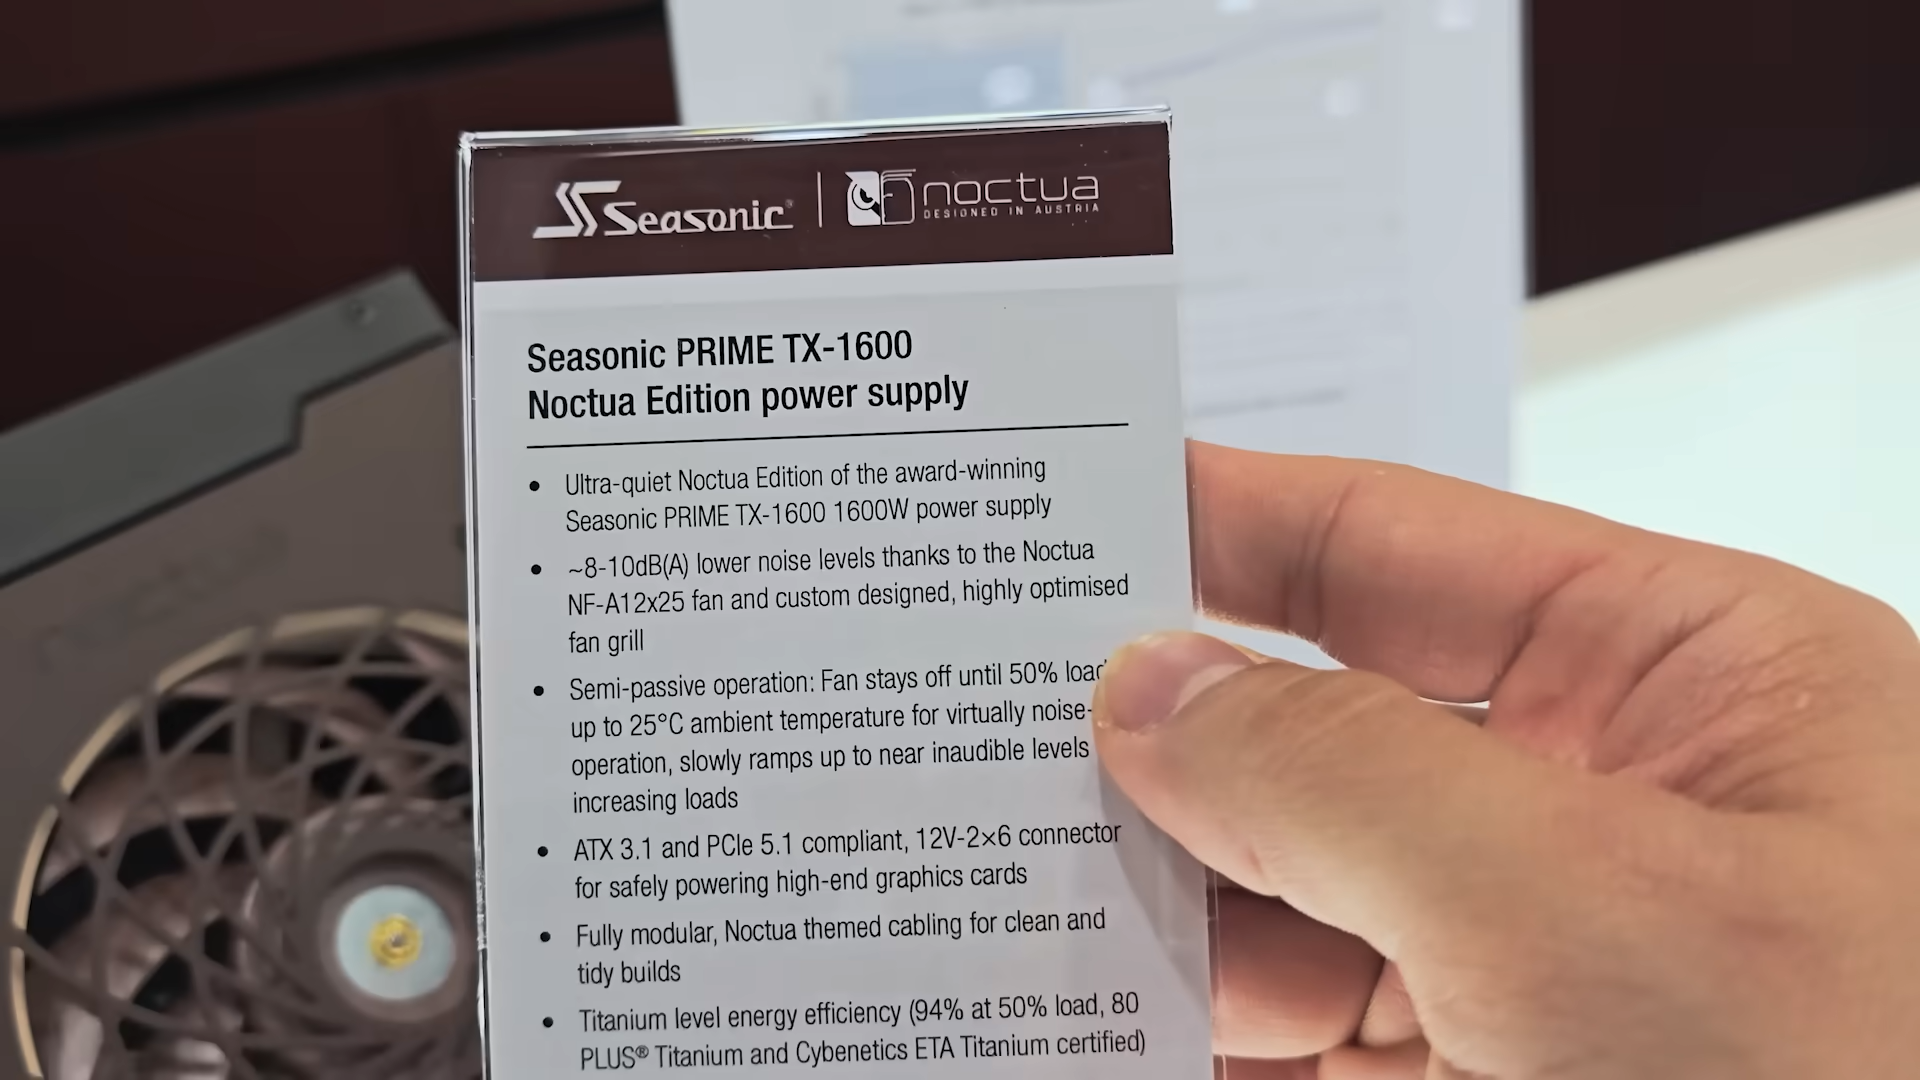 Seasonic® | noctua
DESIGNED IN AUSTRIA
Seasonic PRIME TX-1600
Noctua Edition power supply
• Ultra-quiet Noctua Edition of the award-winning
Seasonic PRIME TX-1600 1600W power supply
• ~8-10dB(A) lower noise levels thanks to the Noctua
NF-A12x25 fan and custom designed, highly optimised
fan grill
• Semi-passive operation: Fan stays off until 50% load
up to 25°C ambient temperature for virtually noise-
operation, slowly ramps up to near inaudible levels
increasing loads
• ATX 3.1 and PCIe 5.1 compliant, 12V-2×6 connector
for safely powering high-end graphics cards
• Fully modular, Noctua themed cabling for clean and
tidy builds
• Titanium level energy efficiency (94% at 50% load, 80
PLUS® Titanium and Cybenetics ETA Titanium certified)